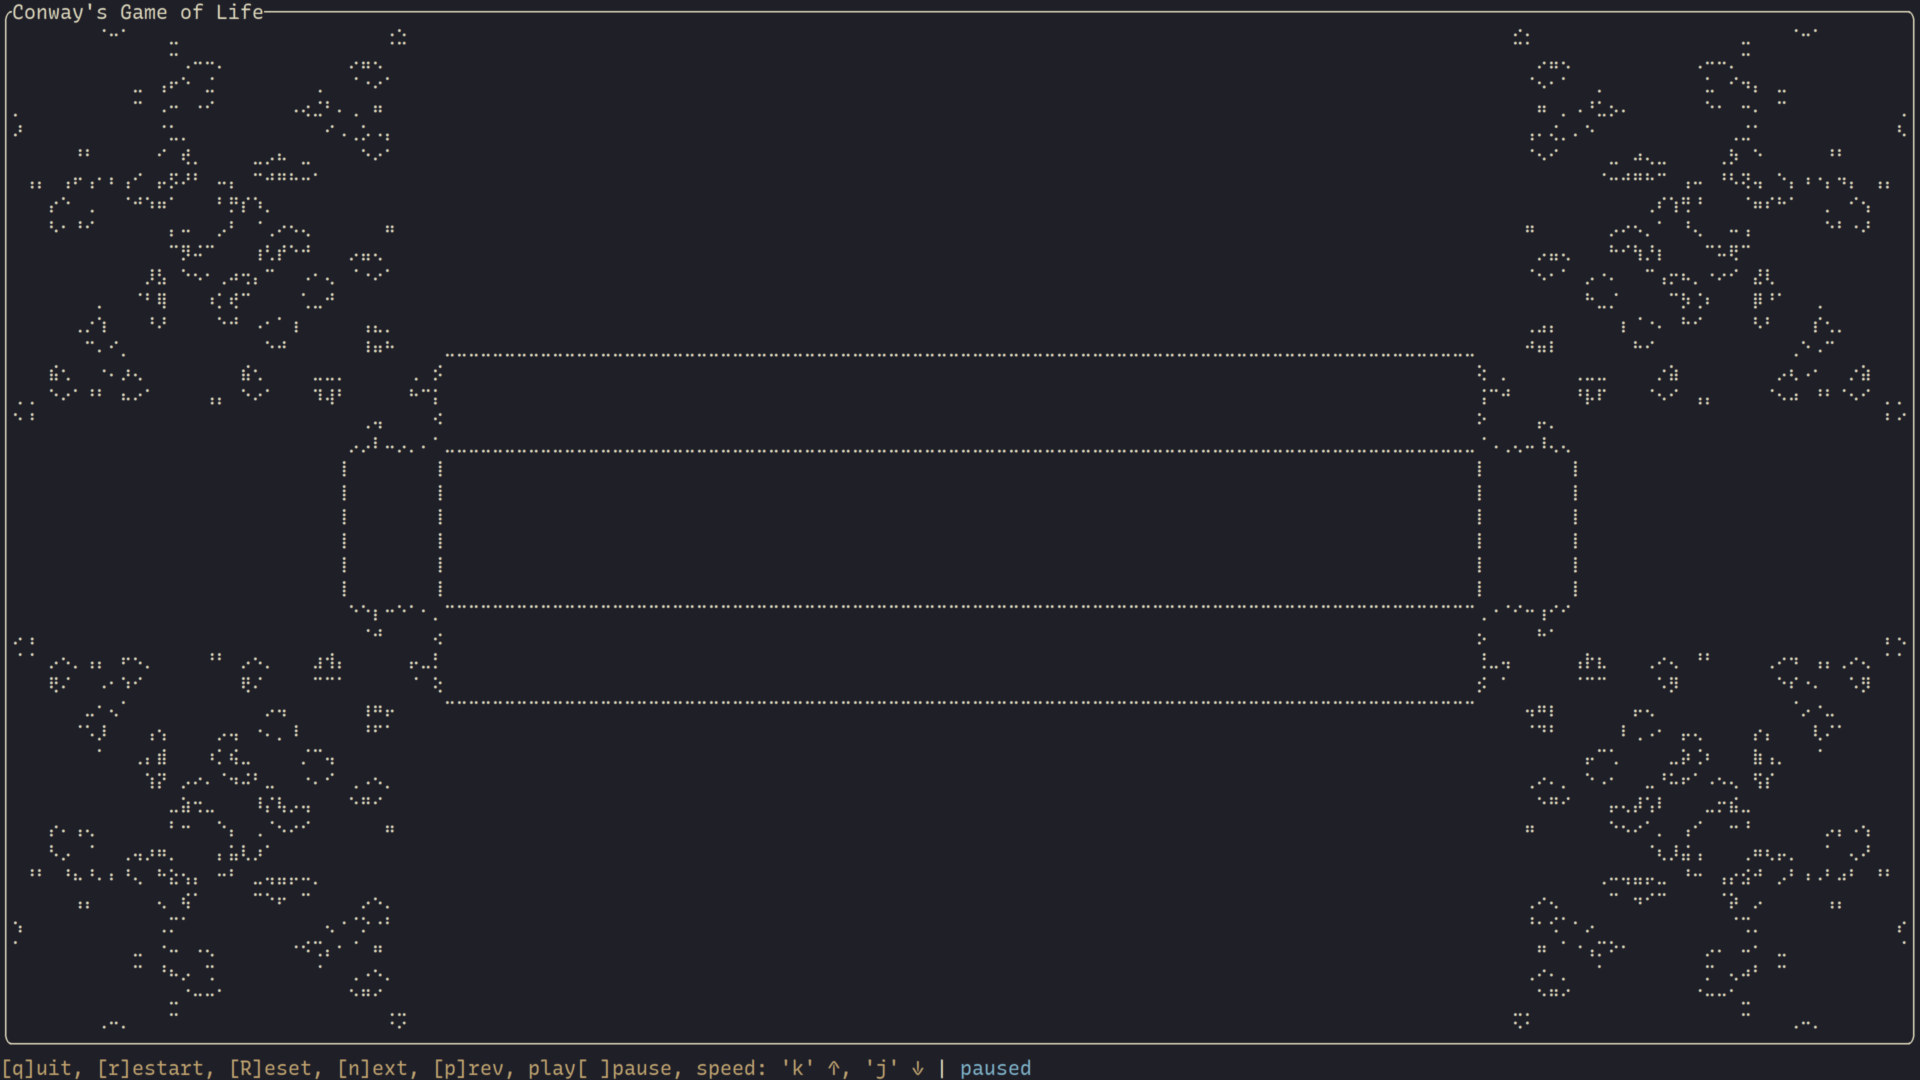 Conway's Game of Life
[q]uit, [r]estart, [R]eset, [n]ext, [p]rev, play[ ]pause, speed: 'k' ↑, 'j' ↓ | paused